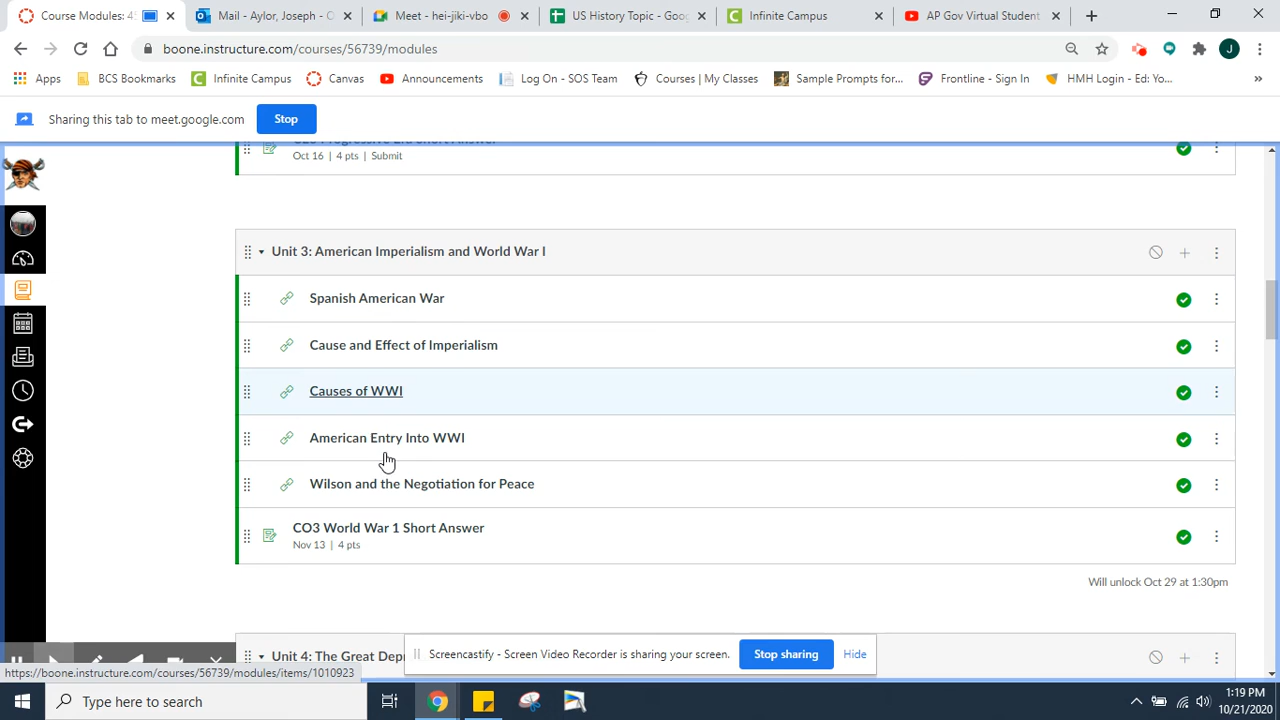 Course Modules: 4
Mail - Aylor, Joseph - O
Meet - hei-jiki-vbo
US History Topic - Goog
Infinite Campus
AP Gov Virtual Student
boone.instructure.com/courses/56739/modules
J
Apps
BCS Bookmarks
Infinite Campus
Canvas
Announcements
Log On - SOS Team
Courses | My Classes
Sample Prompts for...
Frontline - Sign In
HMH Login - Ed: Yo...
»
Sharing this tab to meet.google.com
Stop
Progressive Era Short Answer
Oct 16 | 4 pts | Submit
Unit 3: American Imperialism and World War I
Spanish American War
Cause and Effect of Imperialism
Causes of WWI
American Entry Into WWI
Wilson and the Negotiation for Peace
CO3 World War 1 Short Answer
Nov 13 | 4 pts
Will unlock Oct 29 at 1:30pm
Unit 4: The Great Dep
Screencastify - Screen Video Recorder is sharing your screen.
Stop sharing
Hide
https://boone.instructure.com/courses/56739/modules/items/1010923
Type here to search
1:19 PM
10/21/2020